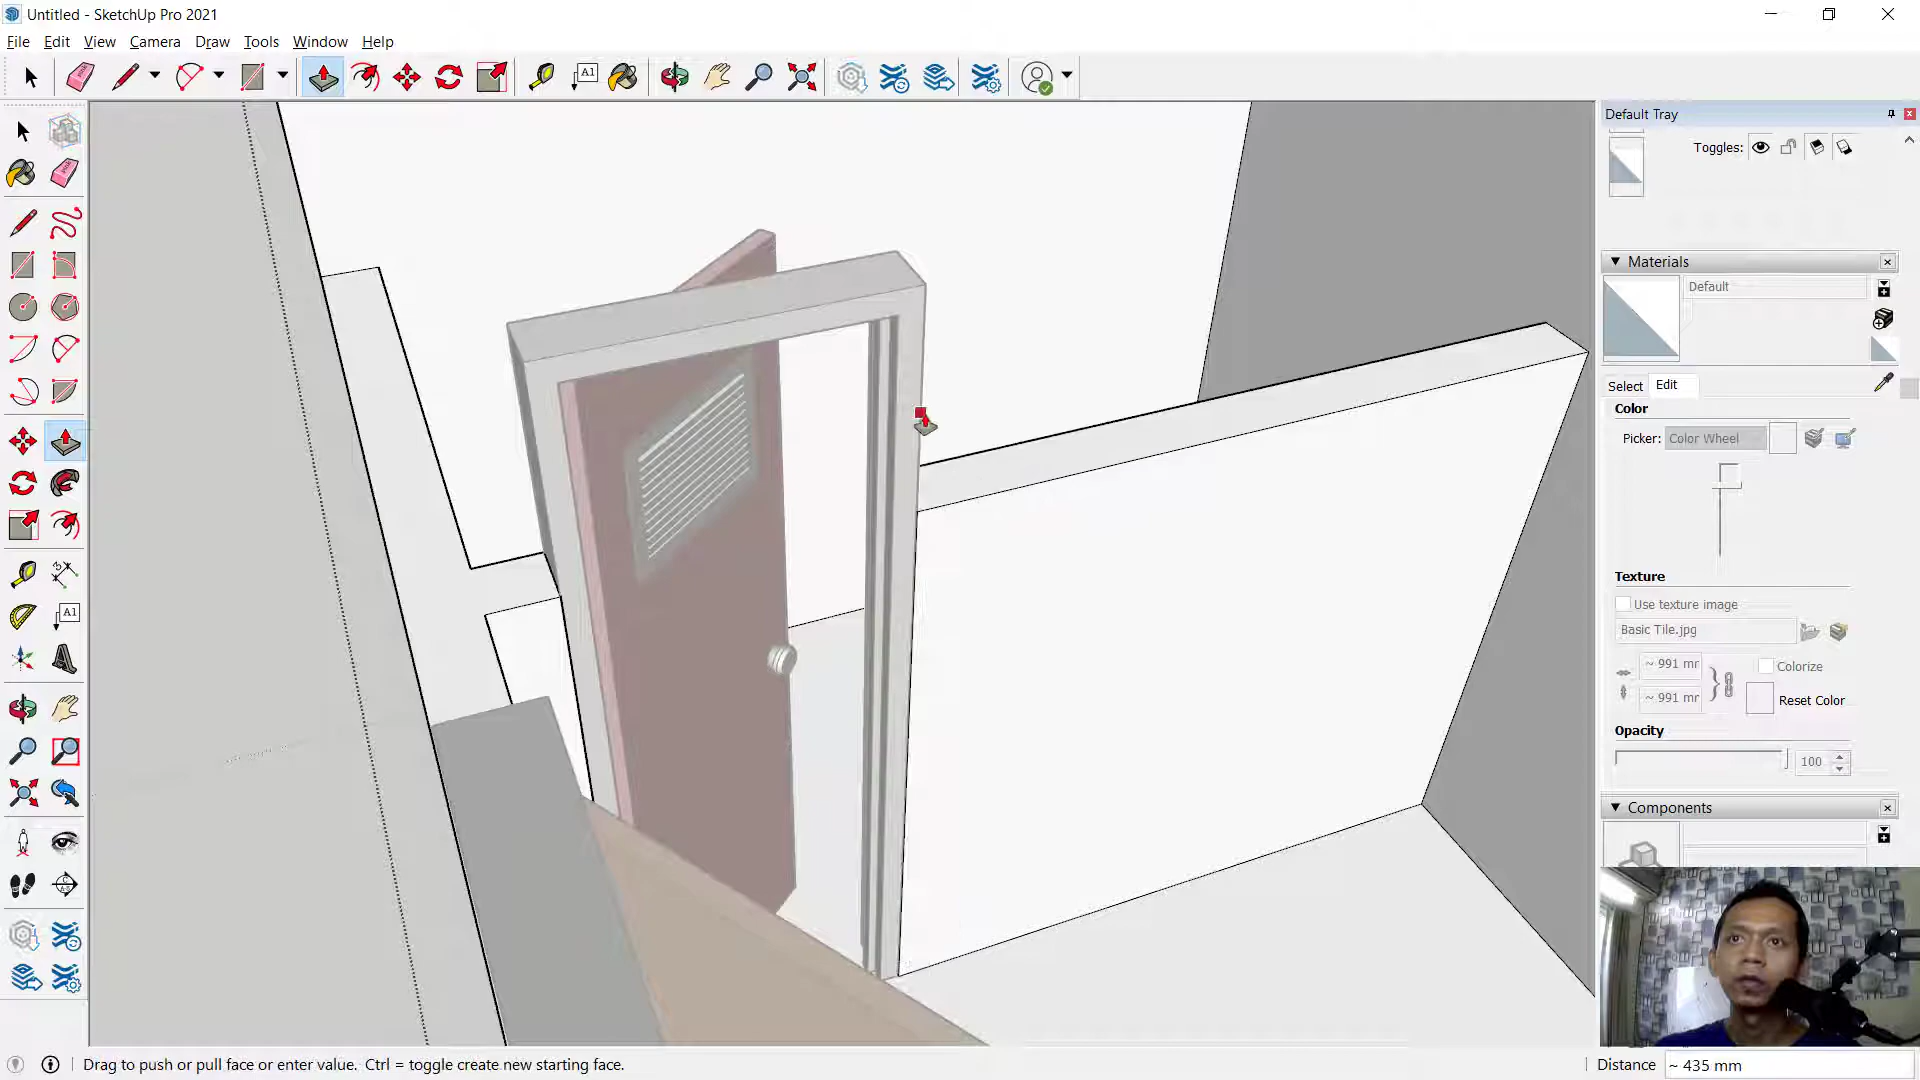 Untitled - SketchUp Pro 2021
File Edit View Camera Draw Tools Window Help
A1
Default Tray
Toggles:
Materials
Default
Select Edit
Color
Picker: Color Wheel
Texture
Use texture image
Basic Tile.jpg
~ 991 mr
Colorize
~ 991 mr
Reset Color
Opacity
100
Components
A1
Drag to push or pull face or enter value. Ctrl = toggle create new starting face.
Distance ~ 435 mm